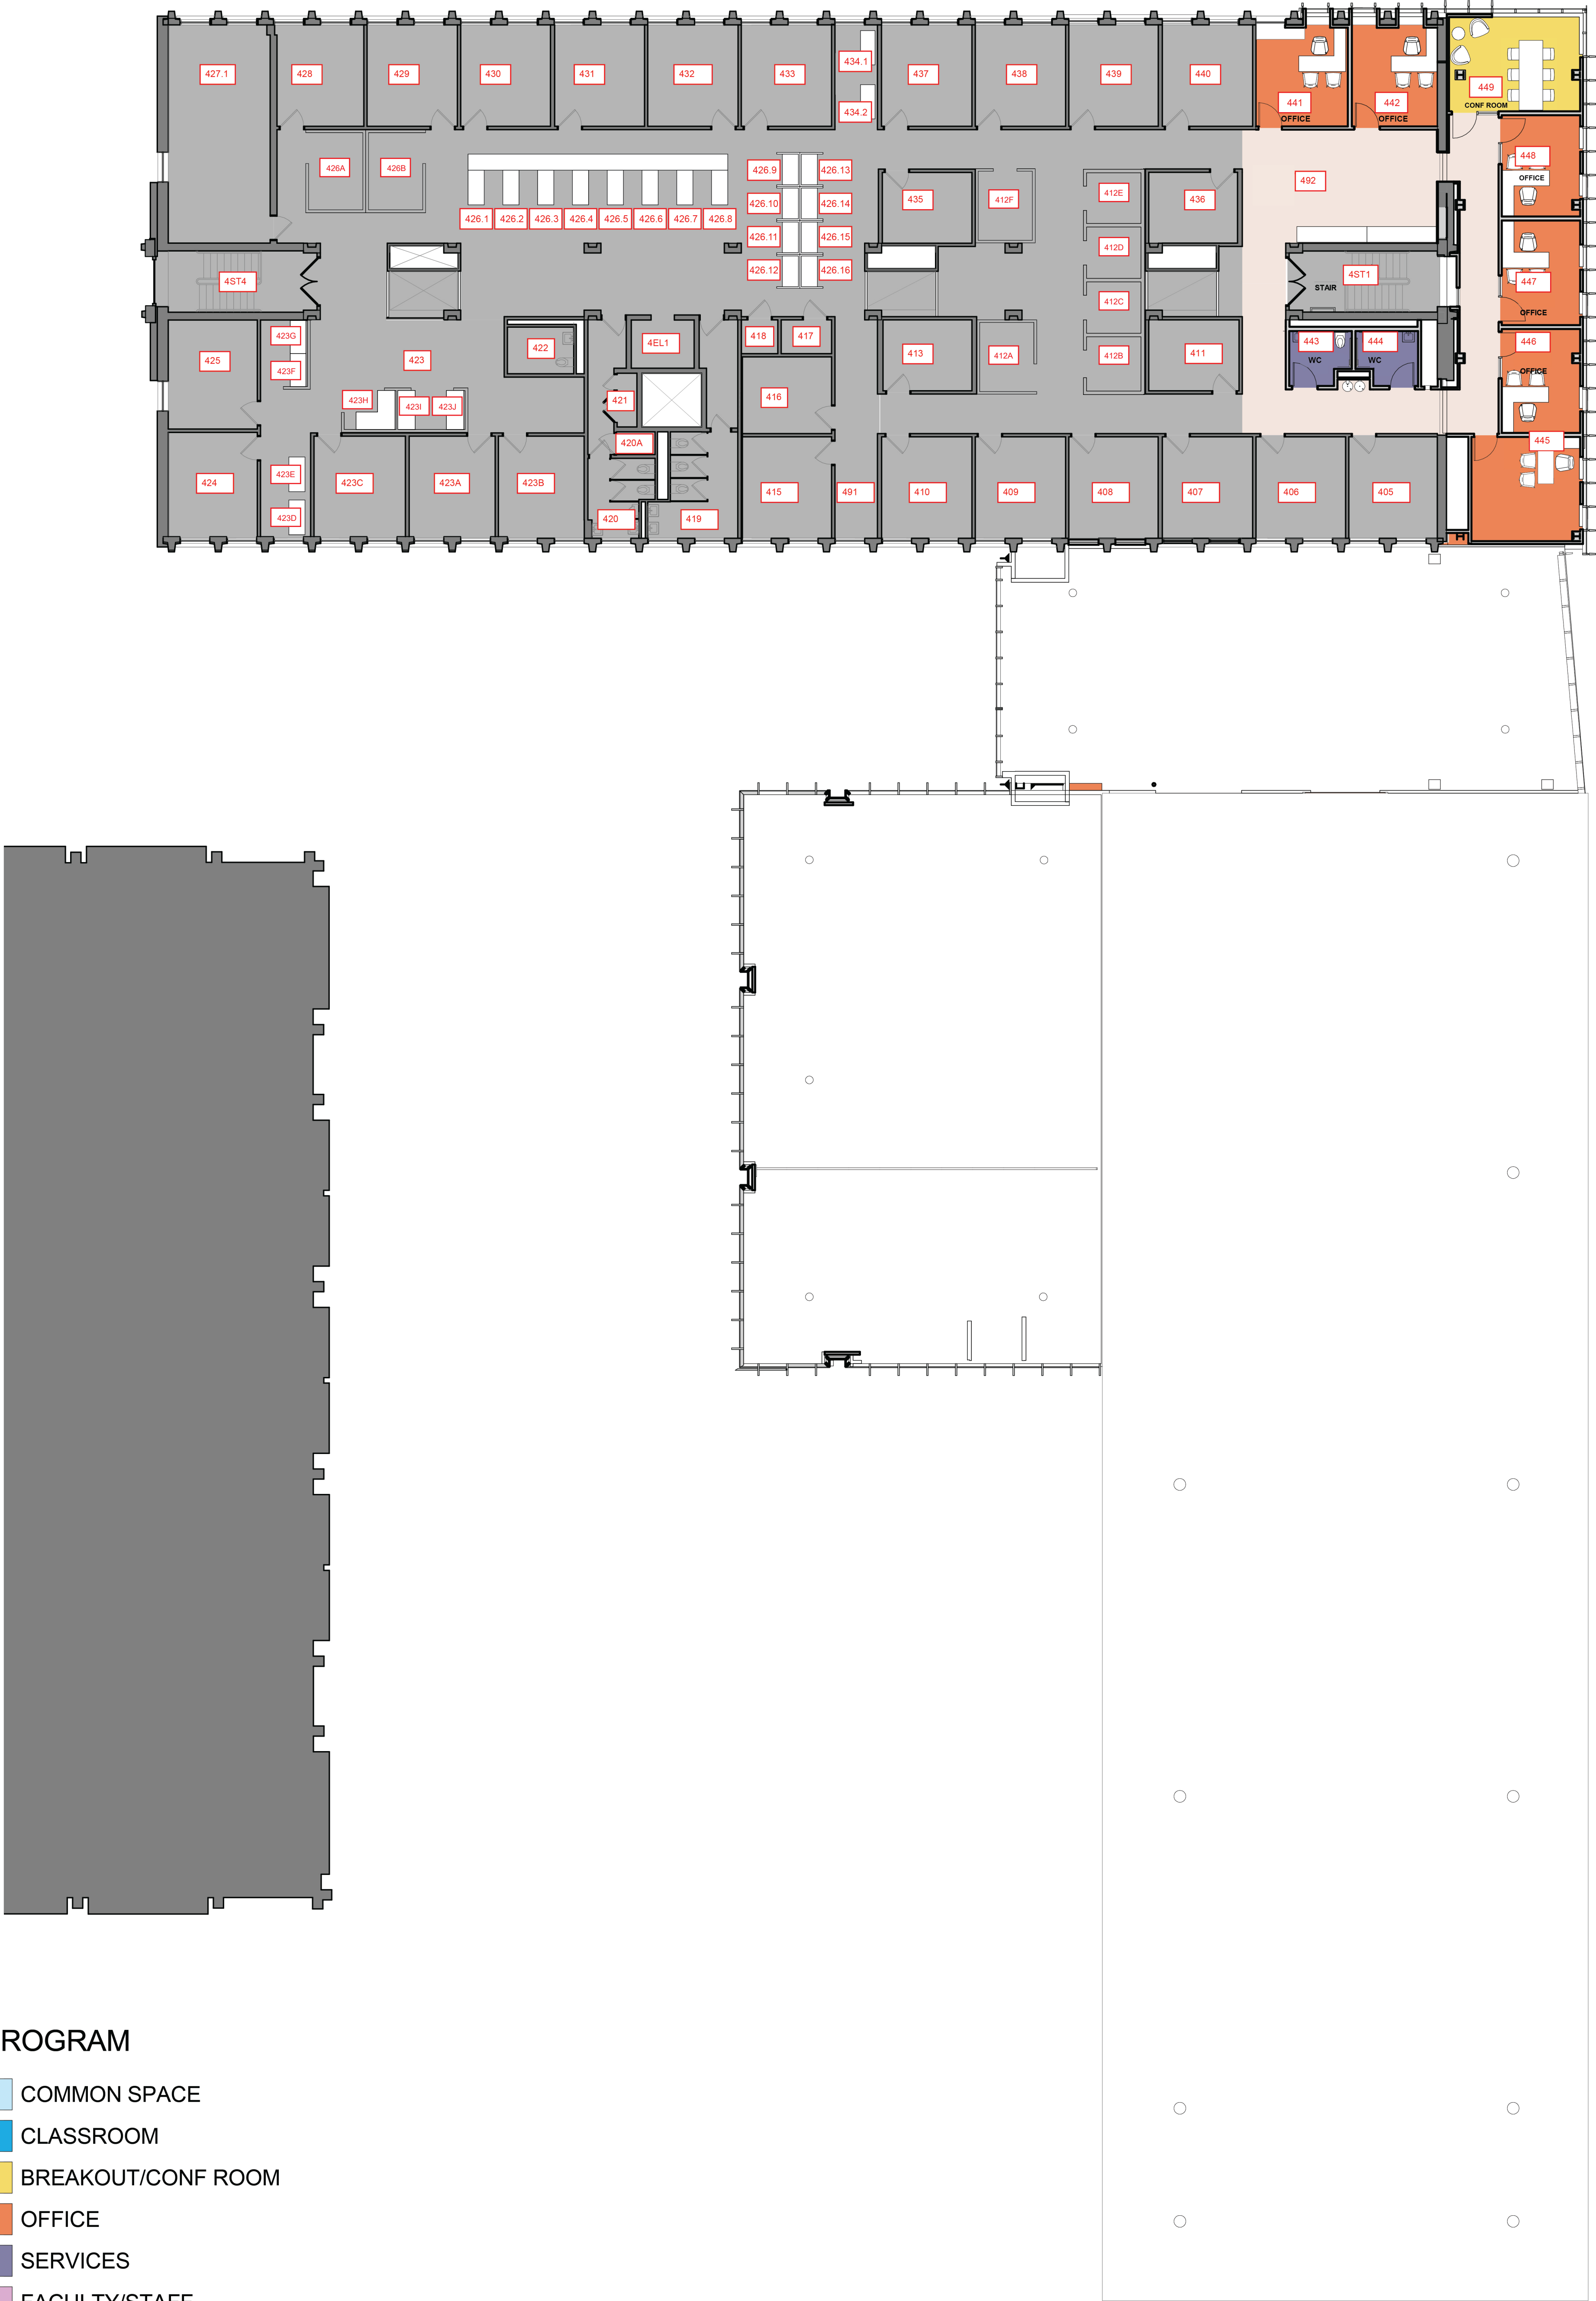 434.1
427.1
428
429
430
431
432
433
437
438
439
440
449
441
442
434.2
CONF ROOM
OFFICE
OFFICE
448
426A
426B
426.9
426.13
OFFICE
492
412E
435
412F
436
426.10
426.14
426.1
426.2
426.3
426.4
426.5
426.6
426.7
426.8
426.11
426.15
412D
426.12
426.16
4ST4
4ST1
447
STAIR
412C
OFFICE
423G
418
417
4EL1
443
444
446
422
425
423
413
412A
412B
411
WC
WC
423F
OFFICE
423H
423I
423J
421
416
420A
445
423E
424
423C
423A
423B
415
491
410
409
408
407
406
405
423D
420
419
ROGRAM
COMMON SPACE
CLASSROOM
BREAKOUT/CONF ROOM
OFFICE
SERVICES
FACULTY/STAFF